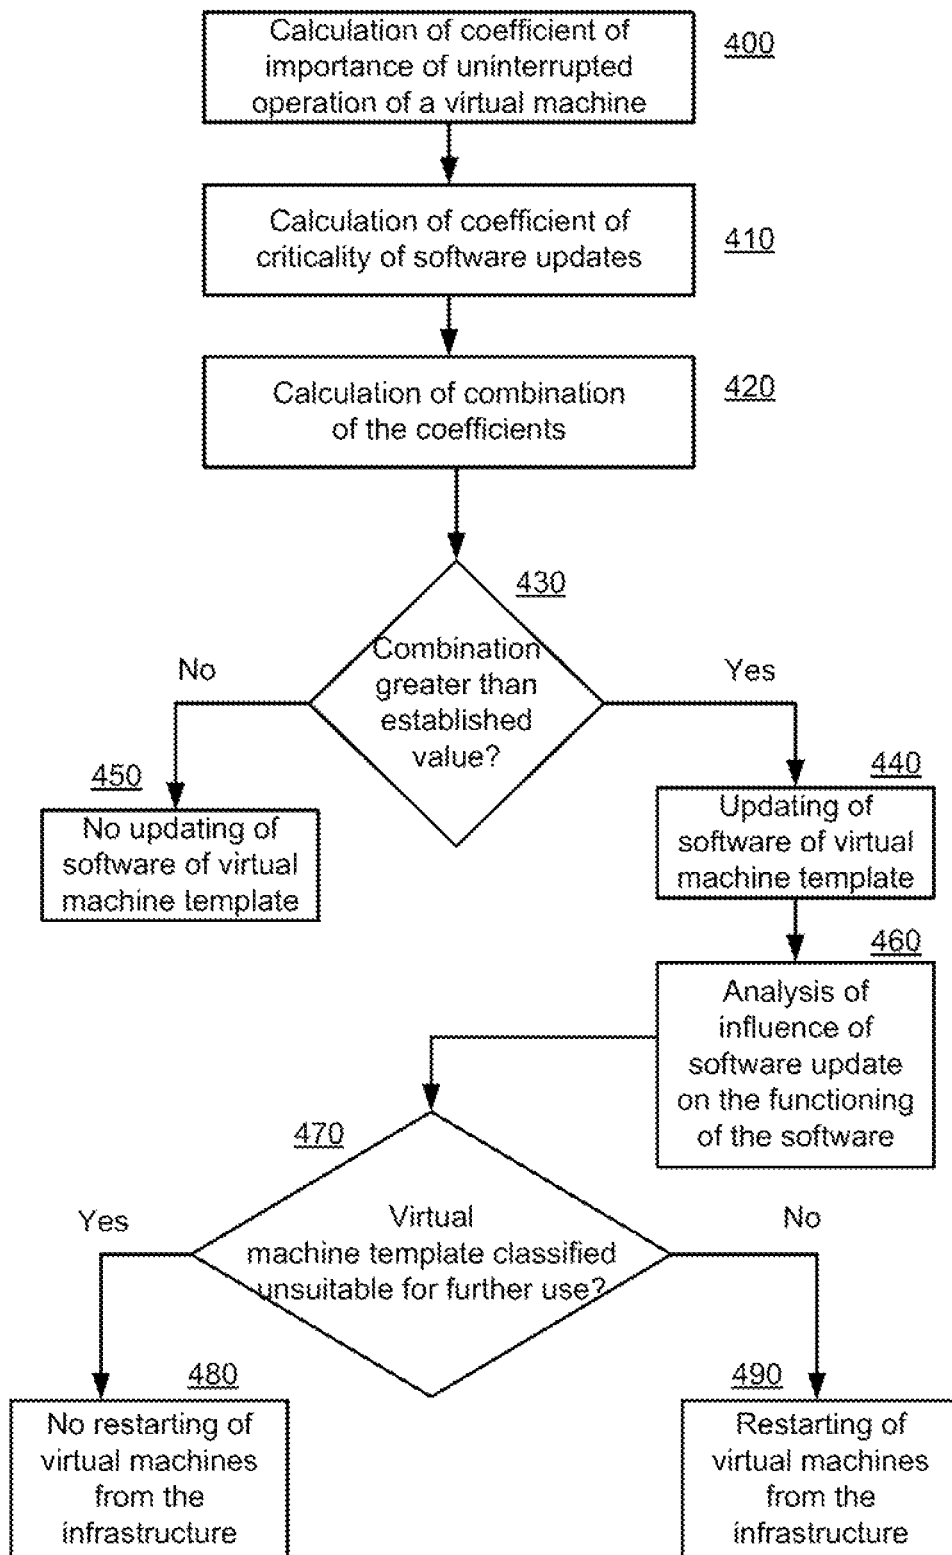 Calculation of coefficient of
importance of uninterrupted
operation of a virtual machine
400
Calculation of coefficient of
criticality of software updates
410
Calculation of combination
of the coefficients
420
430
Combination
greater than
established
value?
No
Yes
450
No updating of
software of virtual
machine template
440
Updating of
software of virtual
machine template
460
Analysis of
influence of
software update
on the functioning
of the software
470
Virtual
machine template classified
unsuitable for further use?
Yes
No
480
No restarting of
virtual machines
from the
infrastructure
490
Restarting of
virtual machines
from the
infrastructure